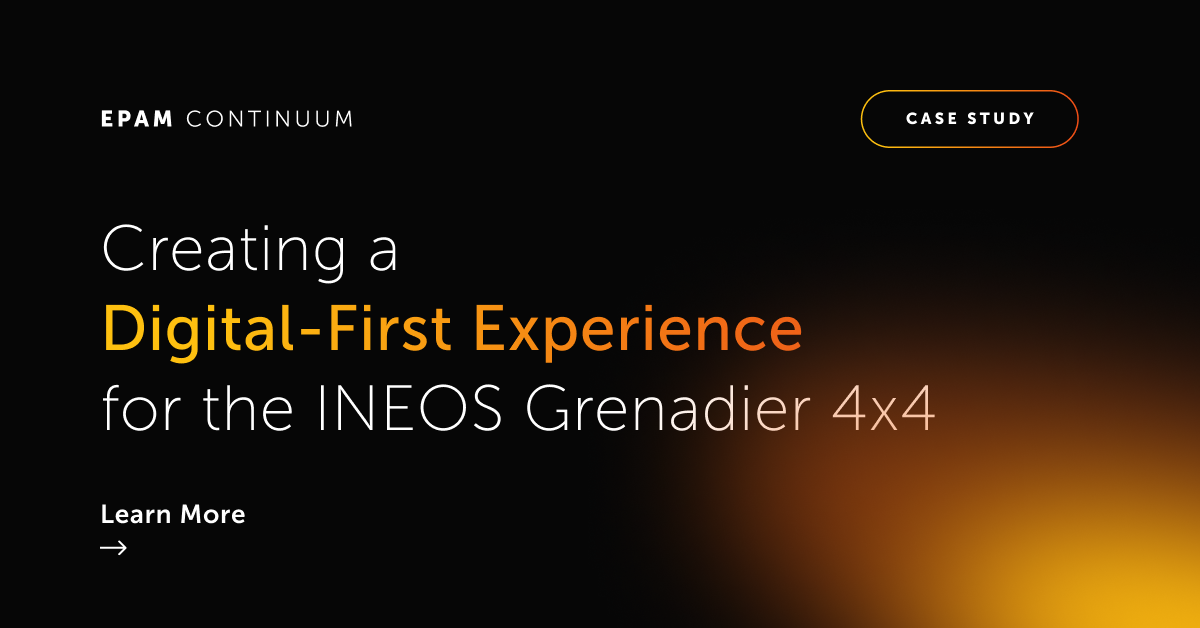 EPAM CONTINUUM
CASE STUDY
Creating a
Digital-First Experience
for the INEOS Grenadier 4x4
Learn More
→